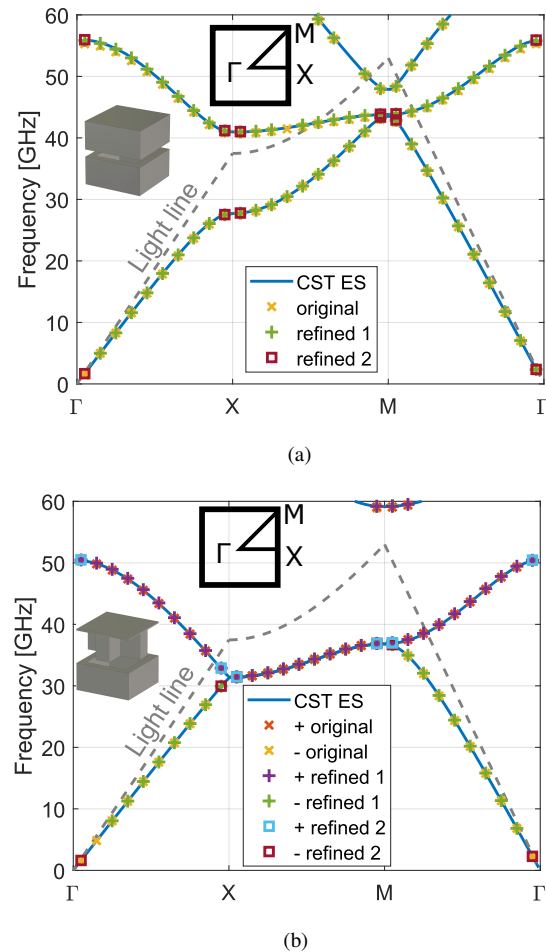 60
50
40
30
20
10
0
Frequency [GHz]
M
Γ
X
Light line
CST ES
original
refined 1
refined 2
Γ
X
M
Γ
(a)
60
50
40
30
20
10
0
Frequency [GHz]
M
Γ
X
Light line
CST ES
+ original
- original
+ refined 1
- refined 1
+ refined 2
- refined 2
Γ
X
M
Γ
(b)